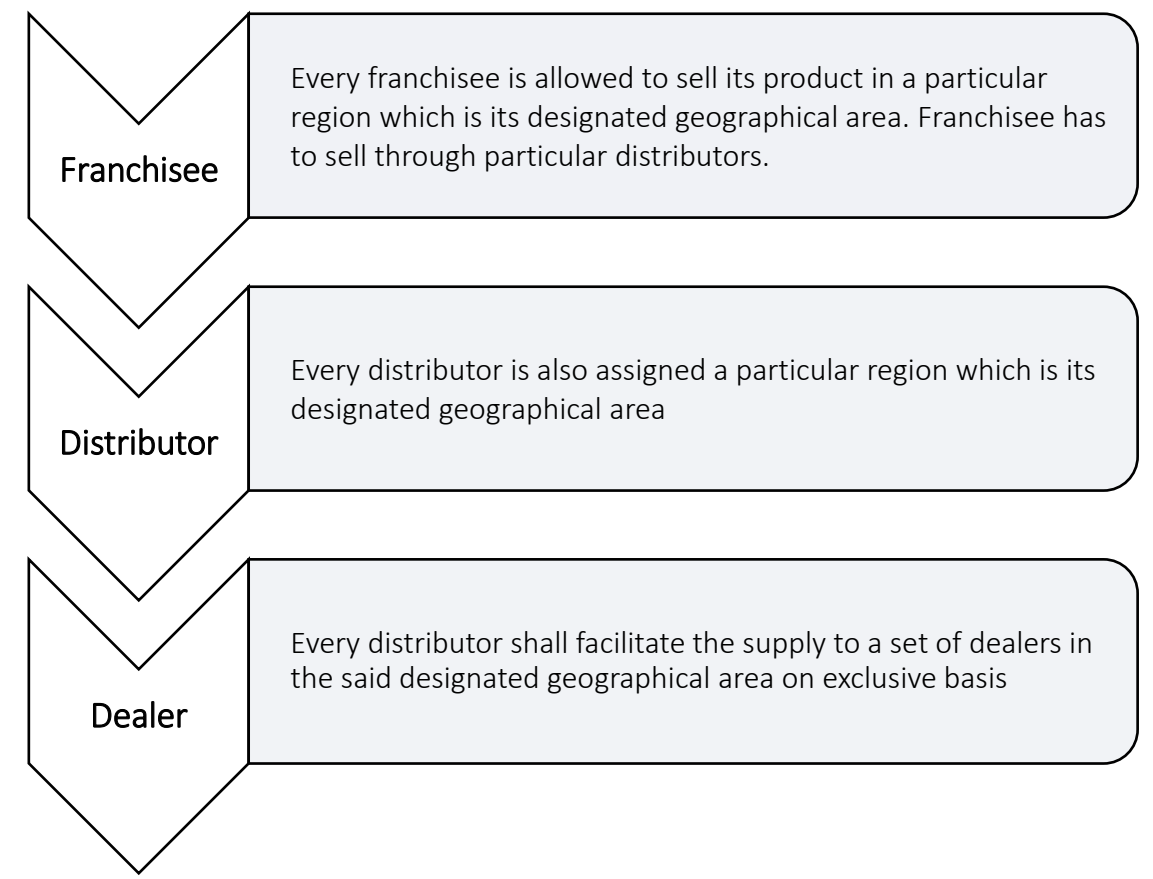 Franchisee
Every franchisee is allowed to sell its product in a particular
region which is its designated geographical area. Franchisee has
to sell through particular distributors.
Distributor
Every distributor is also assigned a particular region which is its
designated geographical area
Dealer
Every distributor shall facilitate the supply to a set of dealers in
the said designated geographical area on exclusive basis